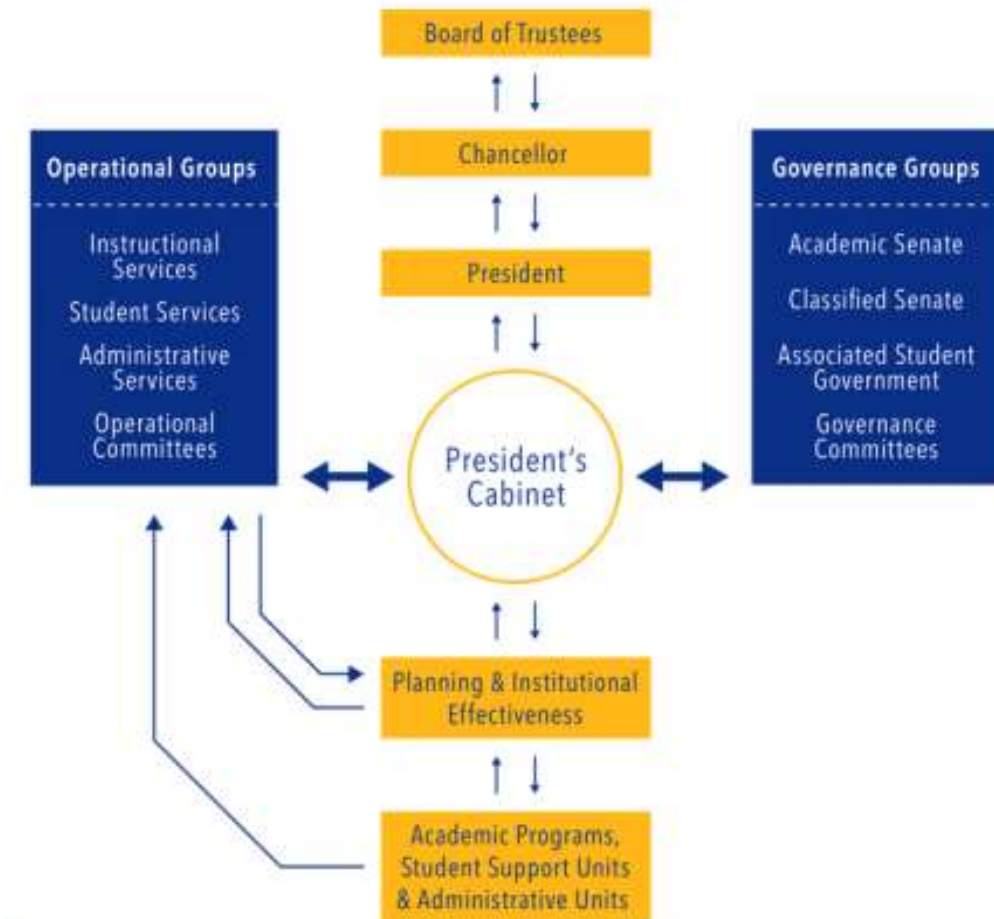 Board of Trustees
Chancellor
President
Operational Groups
Instructional
Services
Student Services
Administrative
Services
Operational
Committees
President's
Cabinet
Governance Groups
Academic Senate
Classified Senate
Associated Student
Government
Governance
Committees
Planning & Institutional
Effectiveness
Academic Programs,
Student Support Units
& Administrative Units